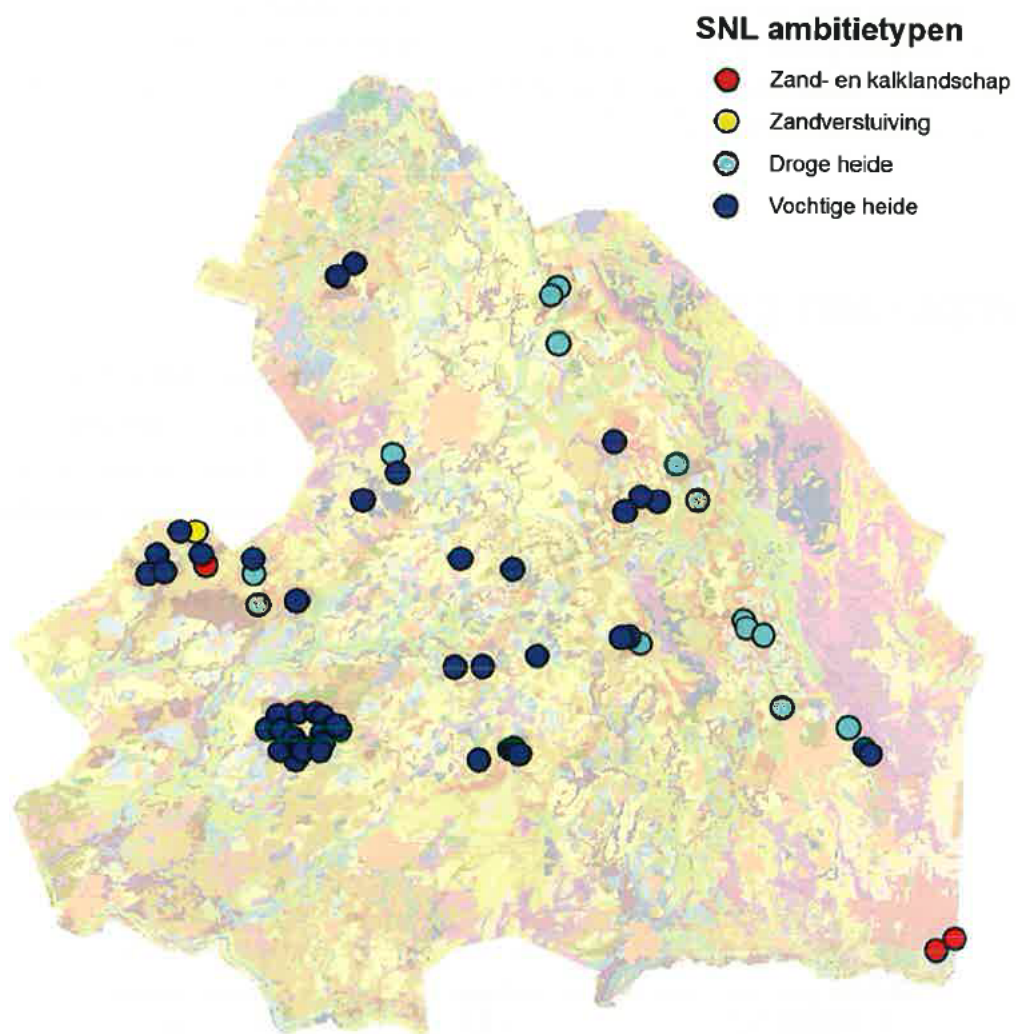 SNL ambitietypen
Zand- en kalklandschap
Zandverstuiving
Droge heide
Vochtige heide